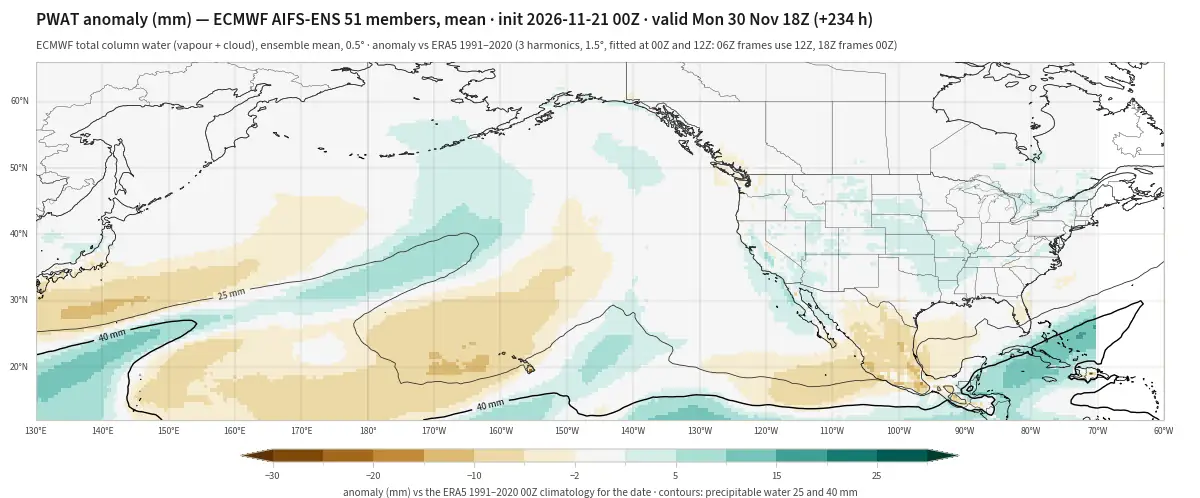 PWAT anomaly (mm) — ECMWF AIFS-ENS 51 members, mean · init 2026-11-21 00Z · valid Mon 30 Nov 18Z (+234 h)
ECMWF total column water (vapour + cloud), ensemble mean, 0.5° · anomaly vs ERA5 1991–2020 (3 harmonics, 1.5°, fitted at 00Z and 12Z: 06Z frames use 12Z, 18Z frames 00Z)
60°N
50°N
40°N
30°N
20°N
25 mm
40 mm
40 mm
130°E 140°E 150°E 160°E 170°E 180° 170°W 160°W 150°W 140°W 130°W 120°W 110°W 100°W 90°W 80°W 70°W 60°W
−30 −20 −10 −2 5 15 25
anomaly (mm) vs the ERA5 1991–2020 00Z climatology for the date · contours: precipitable water 25 and 40 mm